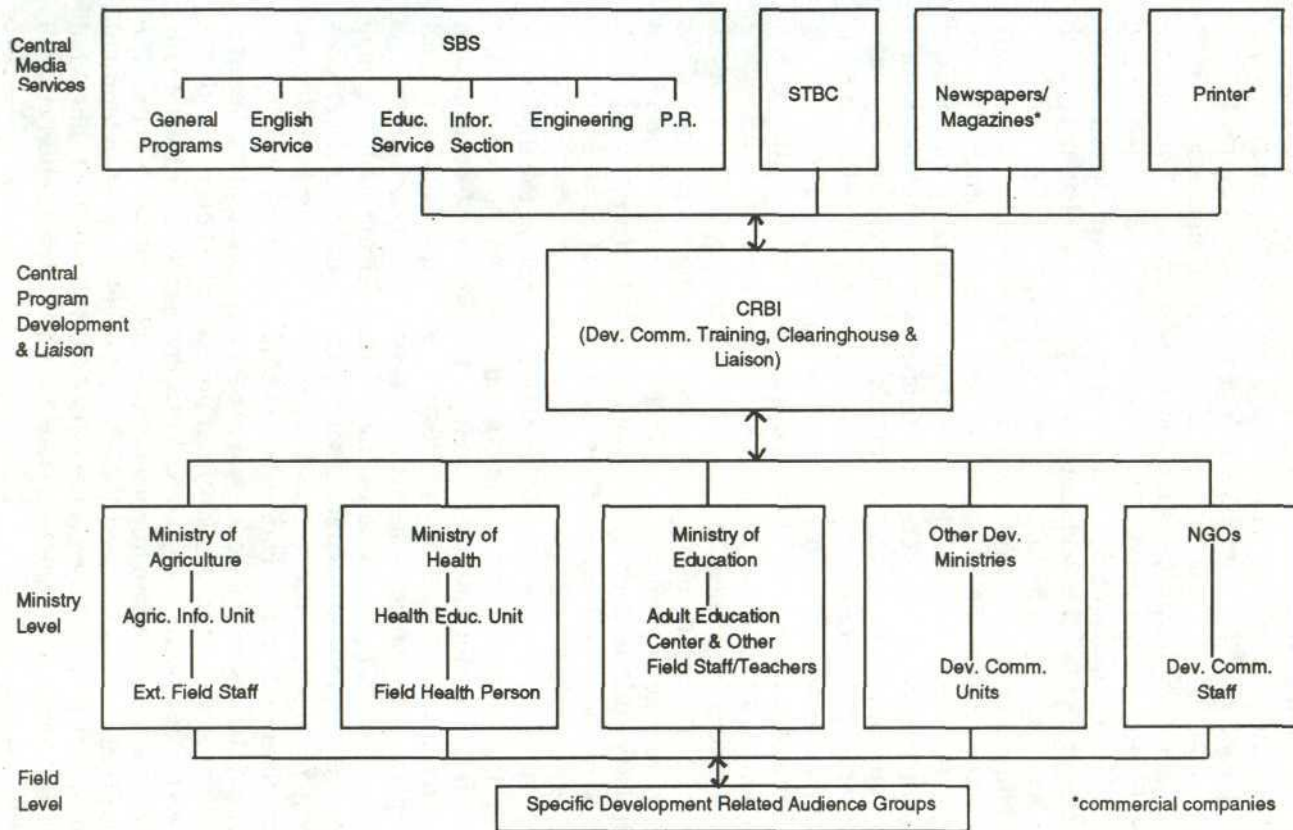 Central
Media
Services
SBS
General
Programs
English
Service
Educ.
Service
Infor.
Section
Engineering
P.R.
STBC
Newspapers/
Magazines*
Printer*
Central
Program
Development
& Liaison
CRBI
(Dev. Comm. Training, Clearinghouse &
Liaison)
Ministry
Level
Ministry of
Agriculture
Agric. Info. Unit
Ext. Field Staff
Ministry of
Health
Health Educ. Unit
Field Health Person
Ministry of
Education
Adult Education
Center & Other
Field Staff/Teachers
Other Dev.
Ministries
Dev. Comm.
Units
NGOs
Dev. Comm.
Staff
Field
Level
Specific Development Related Audience Groups
*commercial companies